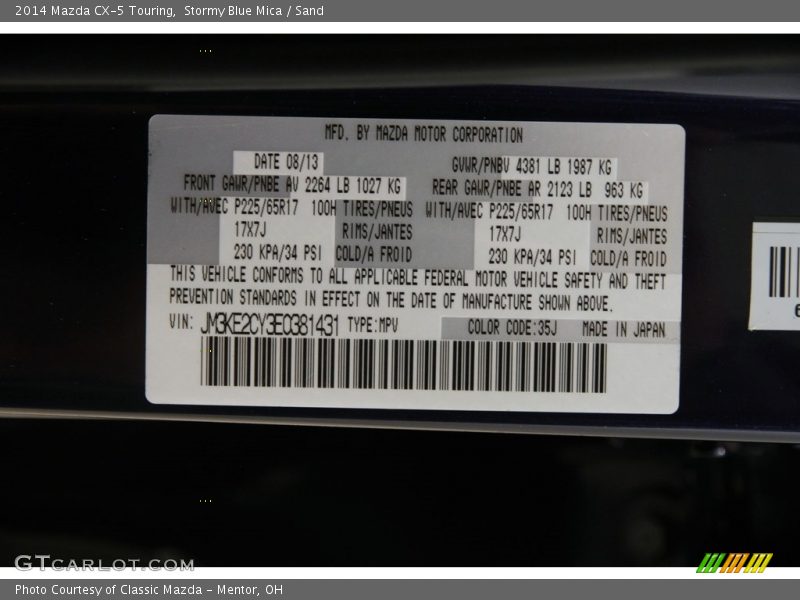 2014 Mazda CX-5 Touring,  Stormy Blue Mica / Sand
MFD. BY MAZDA MOTOR CORPORATION
DATE 08/13 GVWR/PNBV 4381 LB 1987 KG
FRONT GAWR/PNBE AV 2264 LB 1027 KG REAR GAWR/PNBE AR 2123 LB 963 KG
WITH/AVEC P225/65R17 100H TIRES/PNEUS WITH/AVEC P225/65R17 100H TIRES/PNEUS
17X7J RIMS/JANTES 17X7J RIMS/JANTES
230 KPA/34 PSI COLD/A FROID 230 KPA/34 PSI COLD/A FROID
THIS VEHICLE CONFORMS TO ALL APPLICABLE FEDERAL MOTOR VEHICLE SAFETY AND THEFT
PREVENTION STANDARDS IN EFFECT ON THE DATE OF MANUFACTURE SHOWN ABOVE.
VIN: JM3KE2CY3E0381431 TYPE:MPV COLOR CODE:35J MADE IN JAPAN
GTCARLOT.COM
Photo Courtesy of Classic Mazda - Mentor, OH